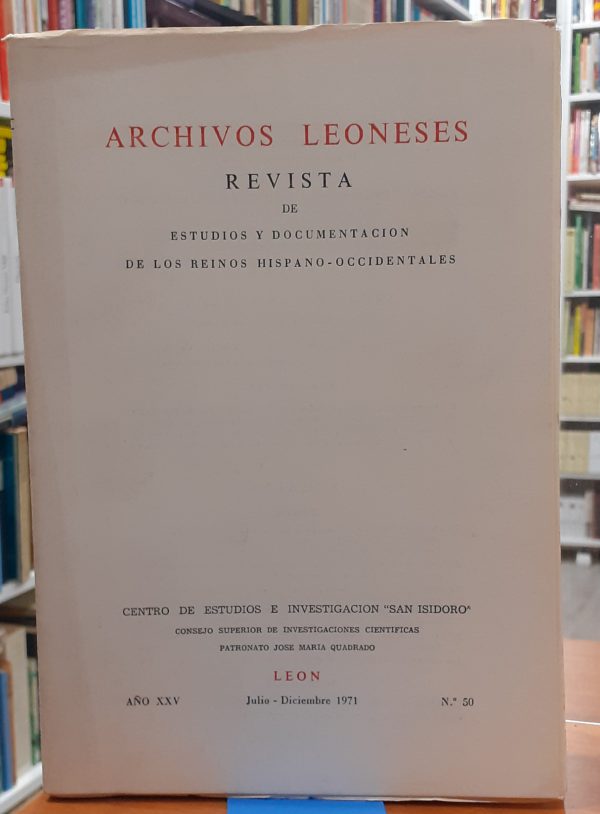 ARCHIVOS LEONESES
REVISTA
DE
ESTUDIOS Y DOCUMENTACION
DE LOS REINOS HISPANO-OCCIDENTALES
CENTRO DE ESTUDIOS E INVESTIGACION "SAN ISIDORO"
CONSEJO SUPERIOR DE INVESTIGACIONES CIENTIFICAS
PATRONATO JOSE MARIA QUADRADO
LEON
AÑO XXV Julio - Diciembre 1971 N.º 50